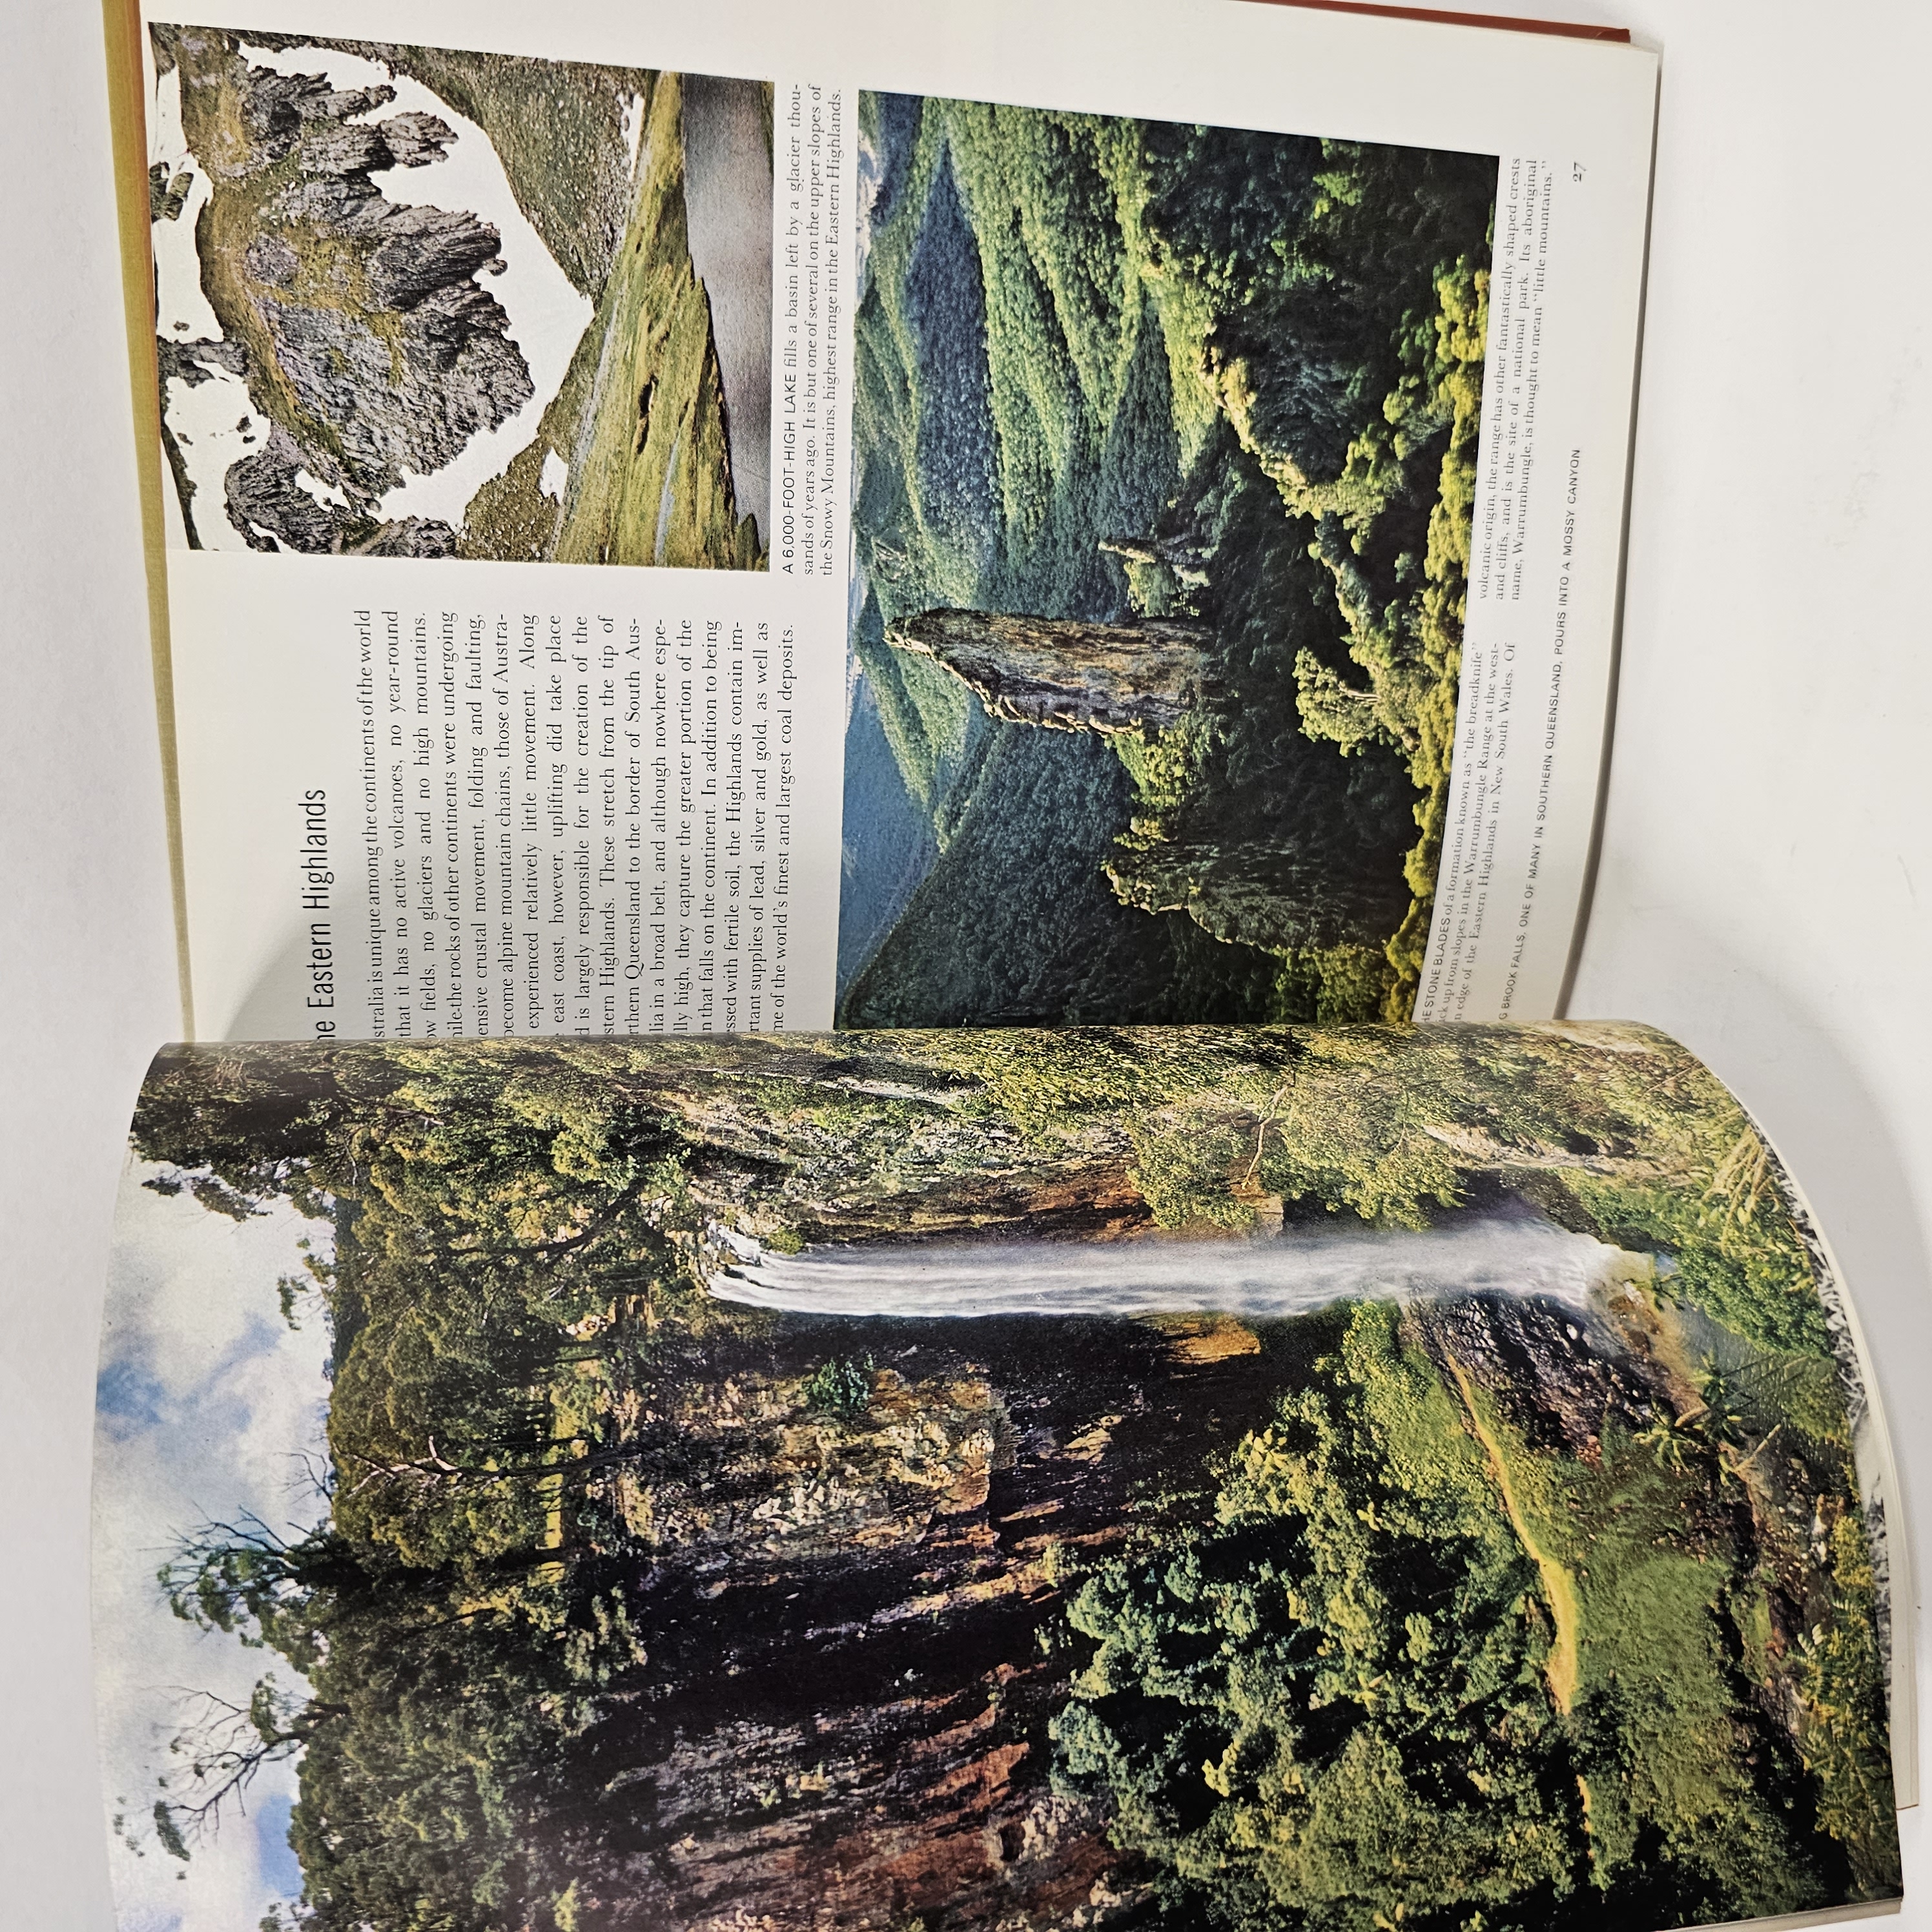 Eastern Highlands
is unique among the continents of the world
that it has no active volcanoes, no year-round
fields, no glaciers and no high mountains.
the rocks of other continents were undergoing
crustal movement, folding and faulting,
become alpine mountain chains, those of Austra-
experienced relatively little movement. Along
east coast, however, uplifting did take place
is largely responsible for the creation of the
Highlands. These stretch from the tip of
Queensland to the border of South Aus-
in a broad belt, and although nowhere espe-
high, they capture the greater portion of the
that falls on the continent. In addition to being
with fertile soil, the Highlands contain im-
supplies of lead, silver and gold, as well as
of the world's finest and largest coal deposits.
A 6,000-FOOT-HIGH LAKE fills a basin left by a glacier thou-
sands of years ago. It is but one of several on the upper slopes of
the Snowy Mountains, highest range in the Eastern Highlands.
STONE BLADES of a formation known as "the breadknife"
up from slopes in the Warrumbungle Range at the west-
edge of the Eastern Highlands in New South Wales. Of
volcanic origin, the range has other fantastically shaped crests
and cliffs, and is the site of a national park. Its aboriginal
name, Warrumbungle, is thought to mean "little mountains."
BROOK FALLS, ONE OF MANY IN SOUTHERN QUEENSLAND, POURS INTO A MOSSY CANYON
27